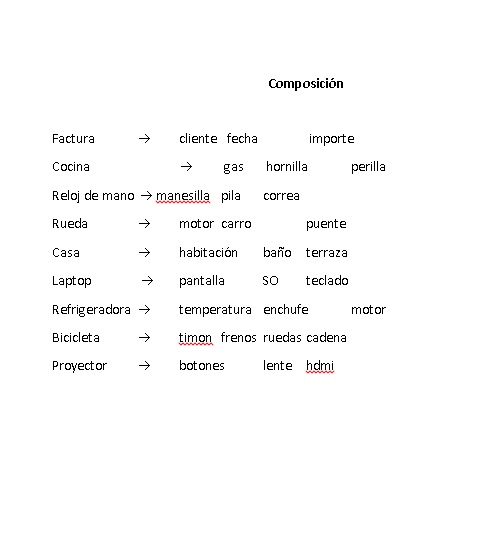 Composición
Factura → cliente fecha importe
Cocina → gas hornilla perilla
Reloj de mano → manesilla pila correa
Rueda → motor carro puente
Casa → habitación baño terraza
Laptop → pantalla SO teclado
Refrigeradora → temperatura enchufe motor
Bicicleta → timon frenos ruedas cadena
Proyector → botones lente hdmi